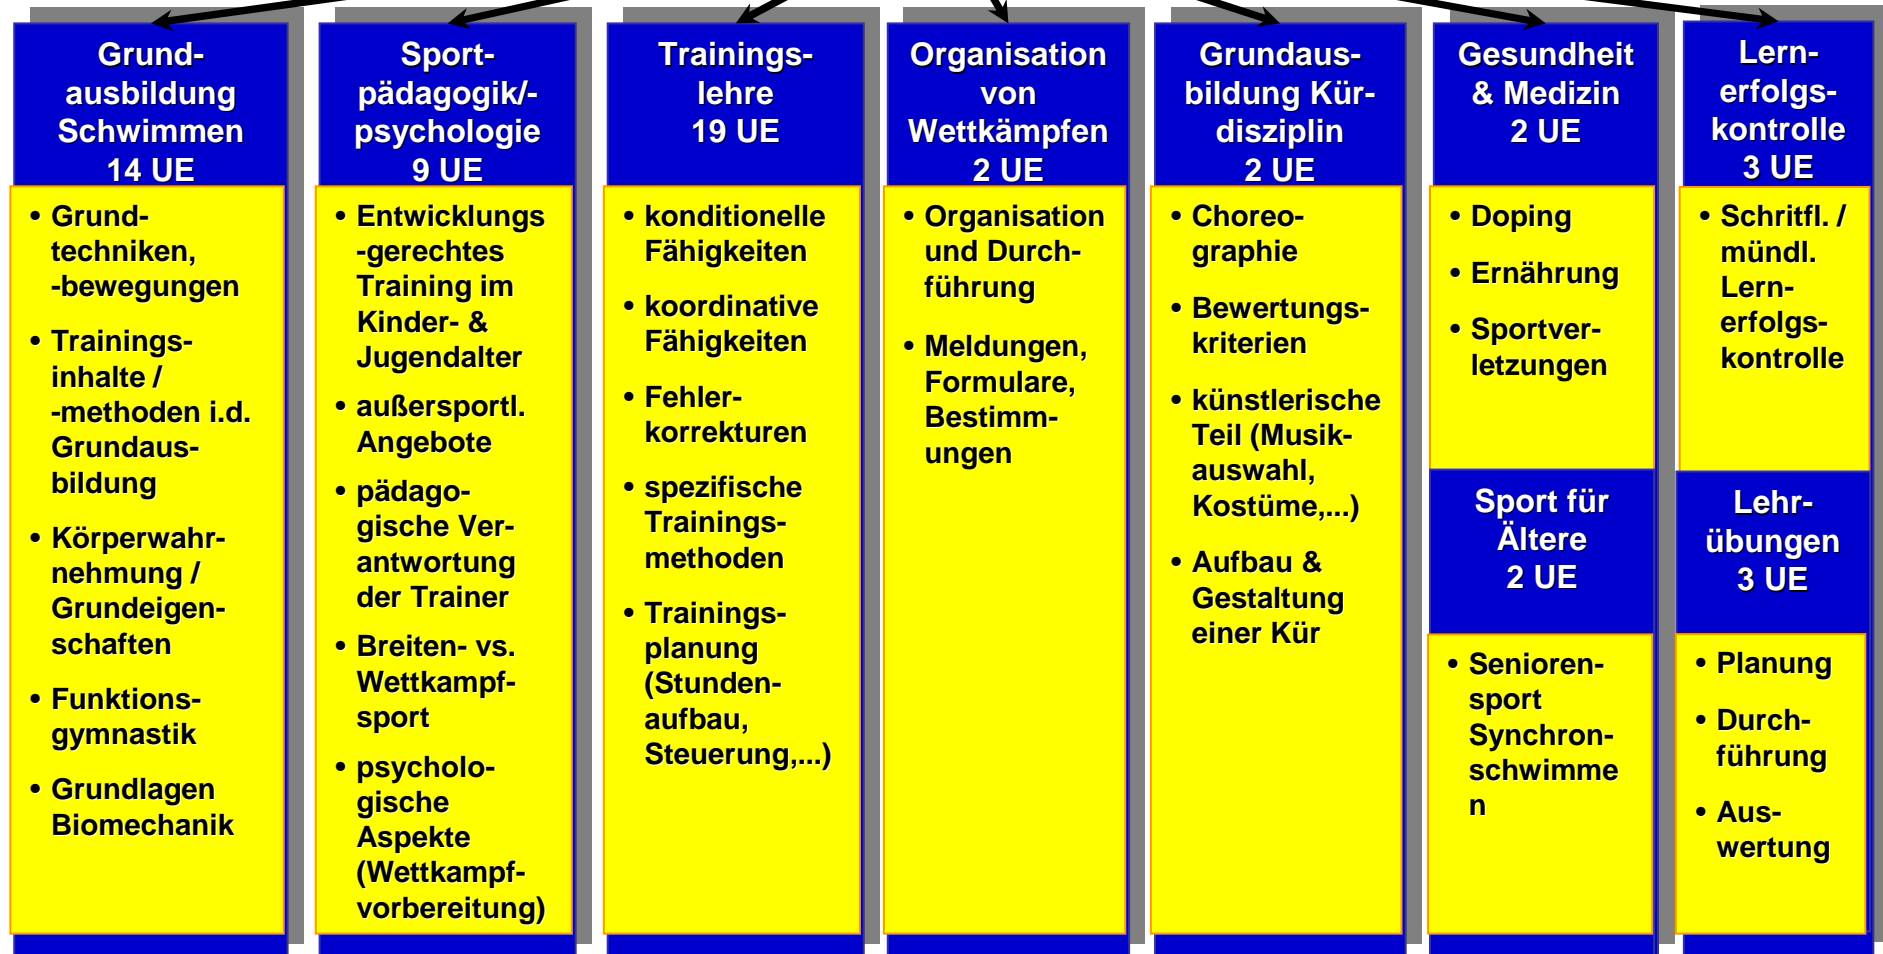 Grund-
ausbildung
Schwimmen
14 UE
• Grund-
techniken,
-bewegungen
• Trainings-
inhalte /
-methoden i.d.
Grundaus-
bildung
• Körperwahr-
nehmung /
Grundeigen-
schaften
• Funktions-
gymnastik
• Grundlagen
Biomechanik
Sport-
pädagogik/-
psychologie
9 UE
• Entwicklungs
-gerechtes
Training im
Kinder- &
Jugendalter
• außersportl.
Angebote
• pädago-
gische Ver-
antwortung
der Trainer
• Breiten- vs.
Wettkampf-
sport
• psycholo-
gische
Aspekte
(Wettkampf-
vorbereitung)
Trainings-
lehre
19 UE
• konditionelle
Fähigkeiten
• koordinative
Fähigkeiten
• Fehler-
korrekturen
• spezifische
Trainings-
methoden
• Trainings-
planung
(Stunden-
aufbau,
Steuerung,...)
Organisation
von
Wettkämpfen
2 UE
• Organisation
und Durch-
führung
• Meldungen,
Formulare,
Bestimm-
ungen
Grundaus-
bildung Kür-
disziplin
2 UE
• Choreo-
graphie
• Bewertungs-
kriterien
• künstlerische
Teil (Musik-
auswahl,
Kostüme,...)
• Aufbau &
Gestaltung
einer Kür
Gesundheit
& Medizin
2 UE
• Doping
• Ernährung
• Sportver-
letzungen
Sport für
Ältere
2 UE
• Senioren-
sport
Synchron-
schwimme
n
Lern-
erfolgs-
kontrolle
3 UE
• Schritfl. /
mündl.
Lern-
erfolgs-
kontrolle
Lehr-
übungen
3 UE
• Planung
• Durch-
führung
• Aus-
wertung